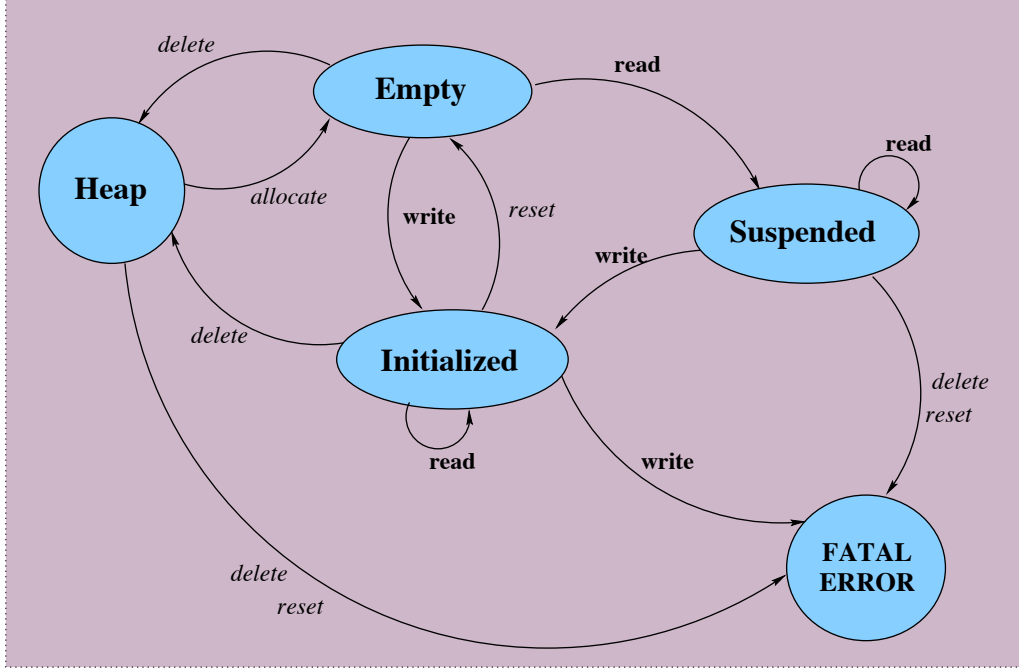 delete
Empty
read
read
Heap
allocate
write
reset
Suspended
write
delete
Initialized
delete
reset
read
write
FATAL
ERROR
delete
reset